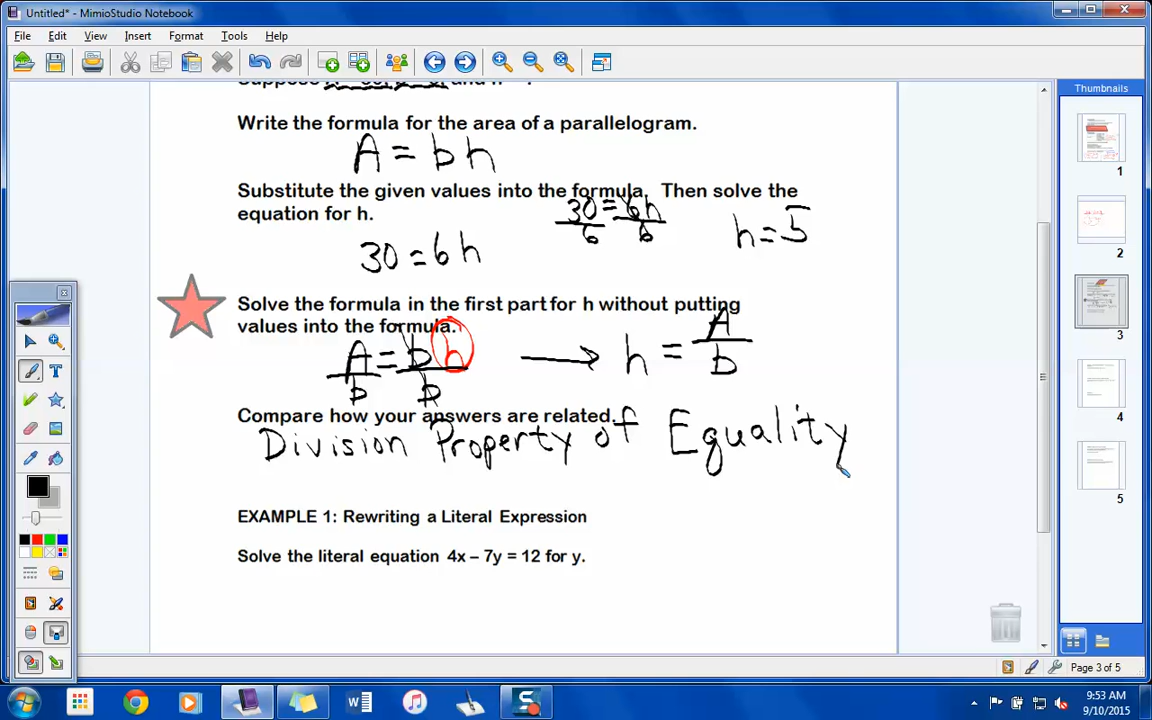 Untitled* - MimioStudio Notebook
File Edit View Insert Format Tools Help
Write the formula for the area of a parallelogram.
A = bh
Substitute the given values into the formula. Then solve the
equation for h.
30 = 6h
30 = 6h
6 6
h = 5
Solve the formula in the first part for h without putting
values into the formula.
A = b h
b b
h = A
b
Compare how your answers are related.
Division Property of Equality
EXAMPLE 1: Rewriting a Literal Expression
Solve the literal equation 4x – 7y = 12 for y.
Thumbnails
1
2
3
4
5
Page 3 of 5
9:53 AM
9/10/2015